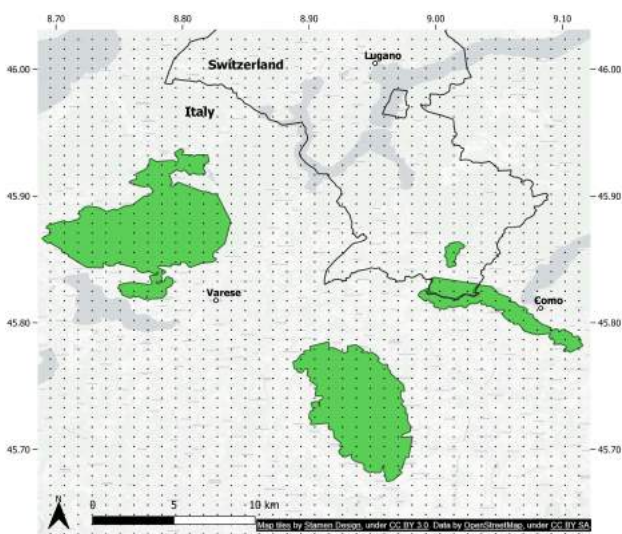 8.70 8.80 8.90 9.00 9.10
46.00 Lugano 46.00
Switzerland
Italy
45.90 45.90
Varese Como
45.80 45.80
45.70 45.70
N 0 5 10 km
Map tiles by Stamen Design, under CC BY 3.0. Data by OpenStreetMap, under CC BY SA.